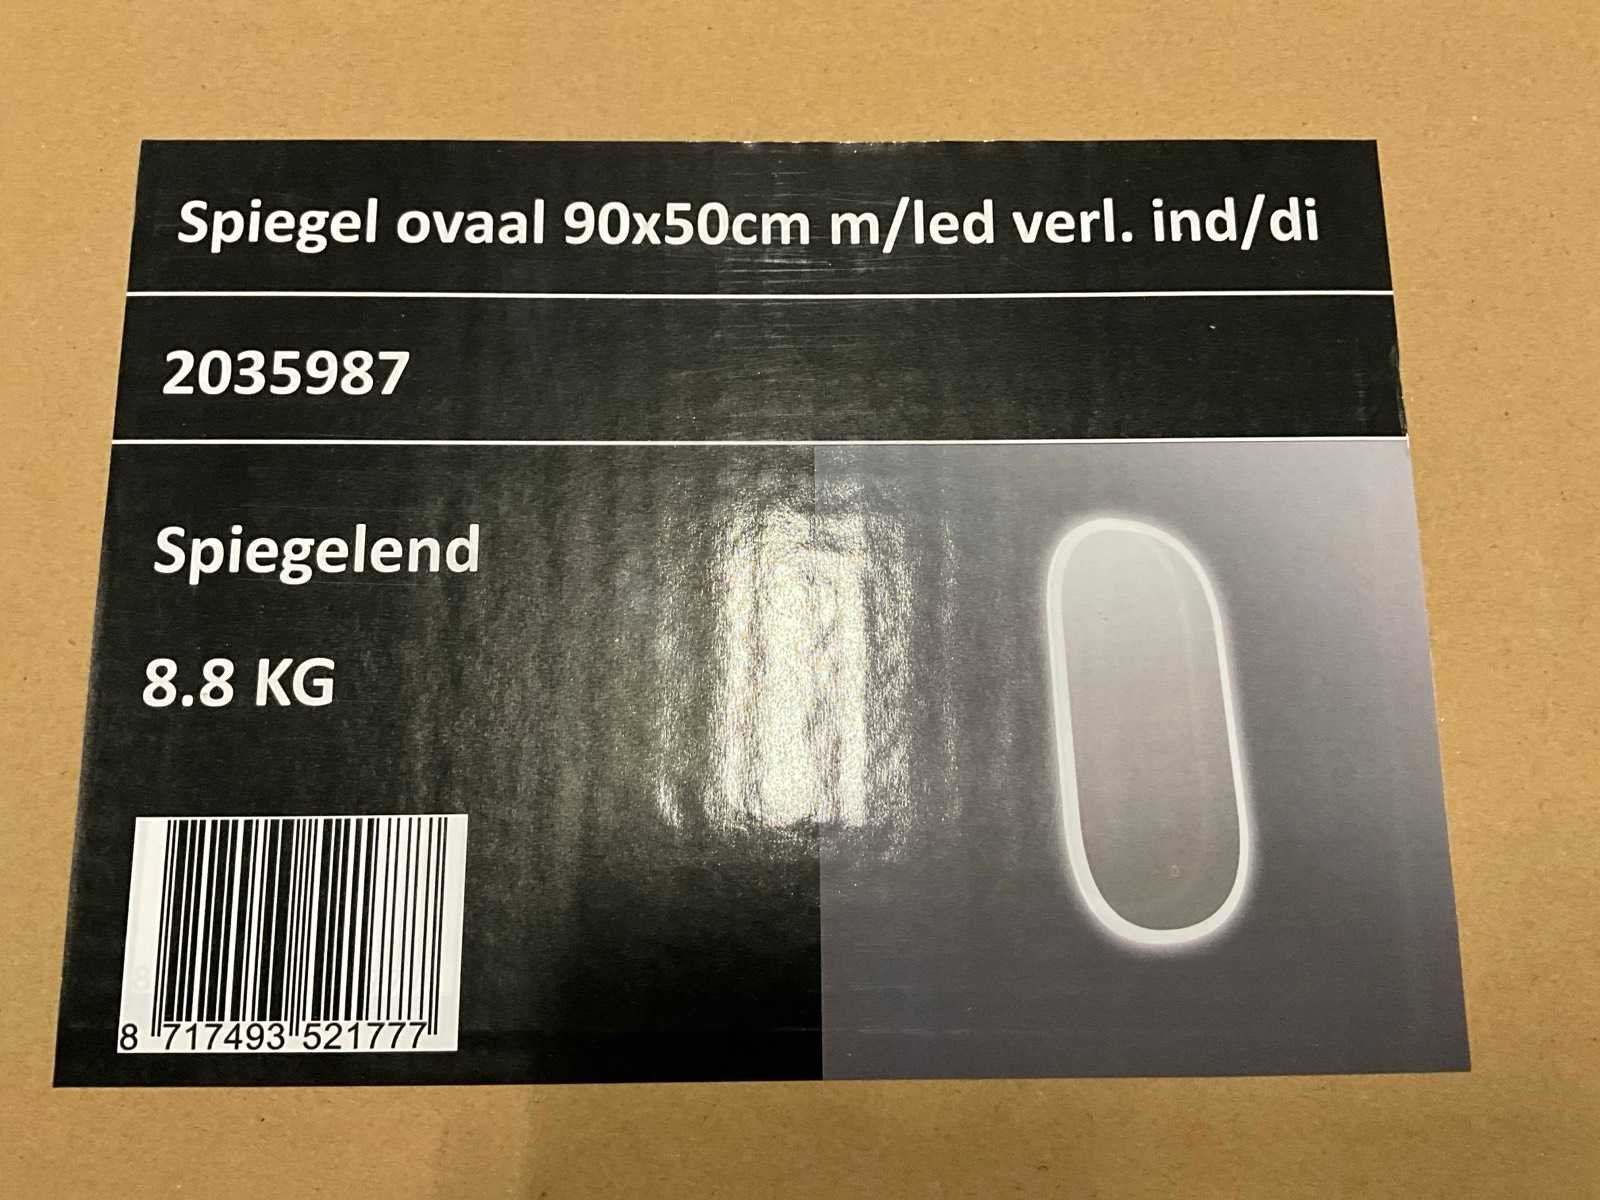 Spiegel ovaal 90x50cm m/led verl. ind/di
2035987
Spiegelend
8.8 KG
8 717493 521777